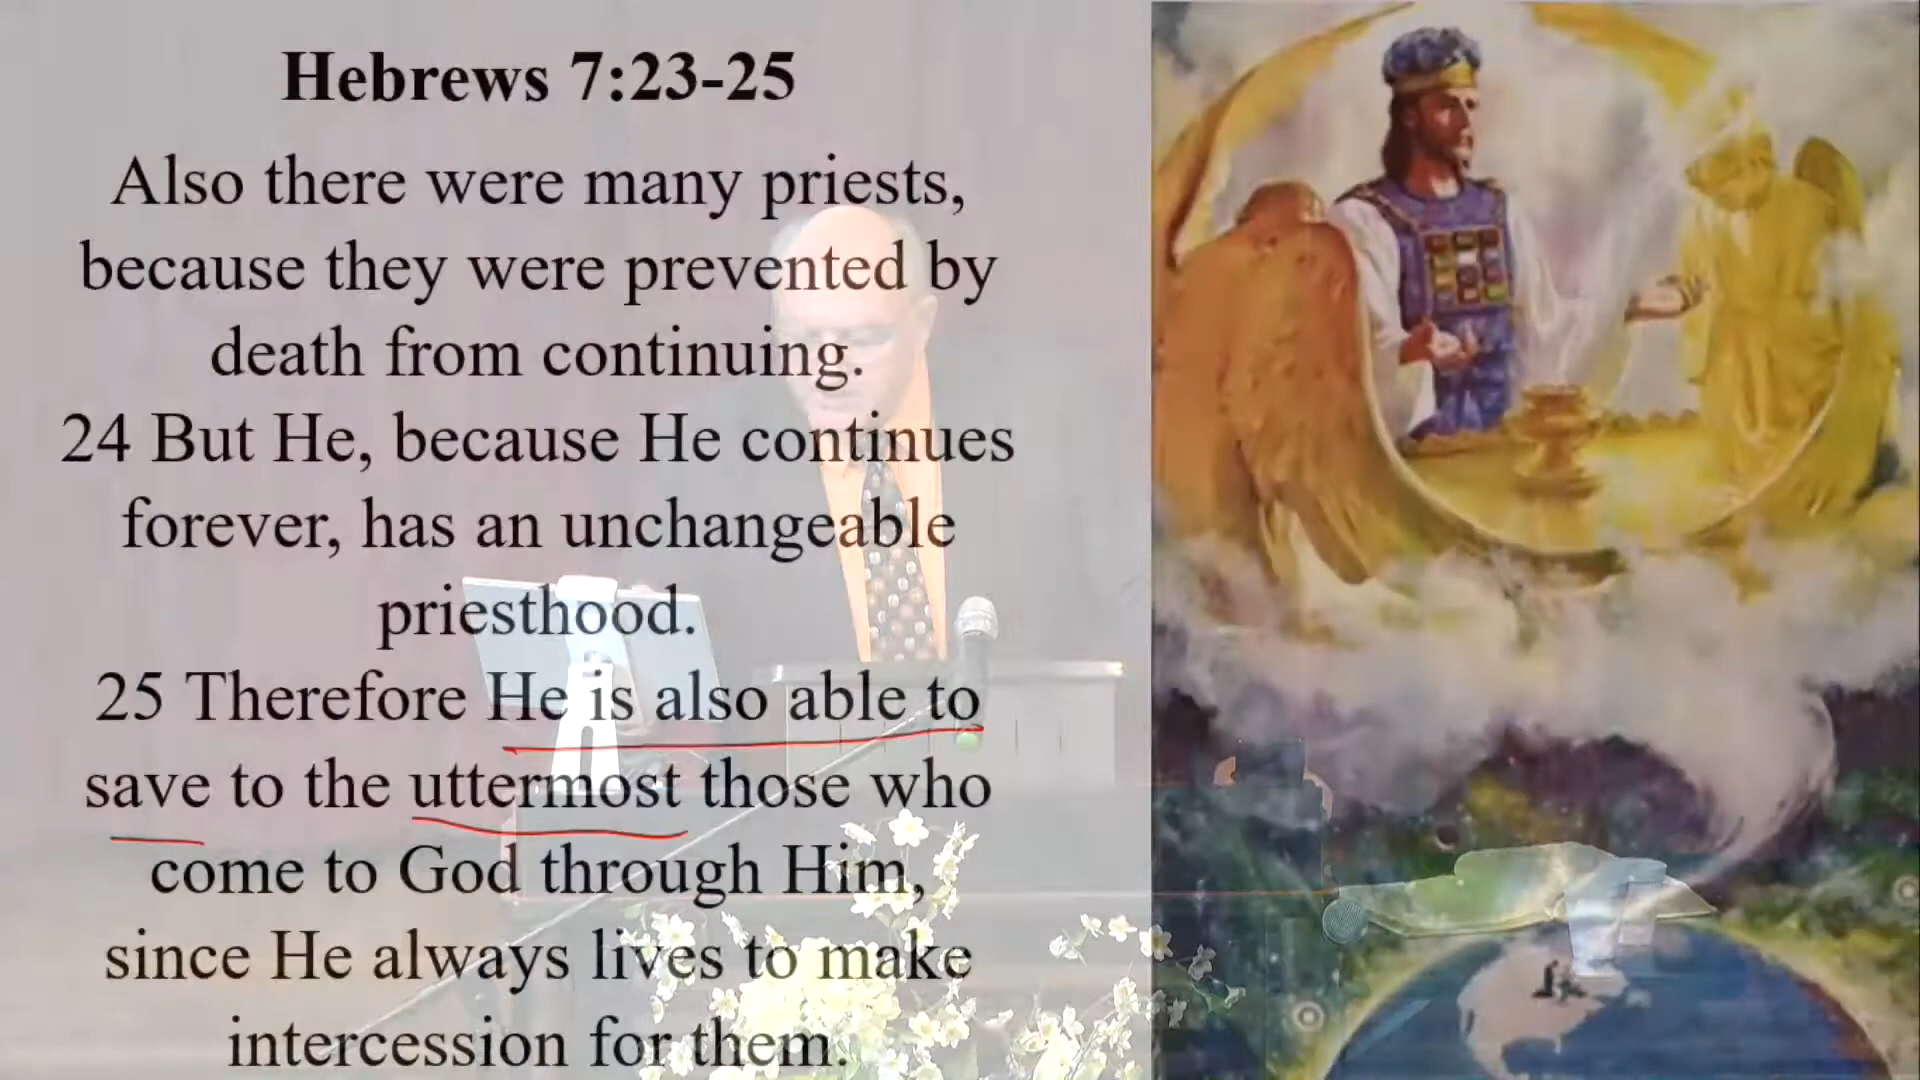 Hebrews 7:23-25
Also there were many priests,
because they were prevented by
death from continuing.
24 But He, because He continues
forever, has an unchangeable
priesthood.
25 Therefore He is also able to
save to the uttermost those who
come to God through Him,
since He always lives to make
intercession for them.